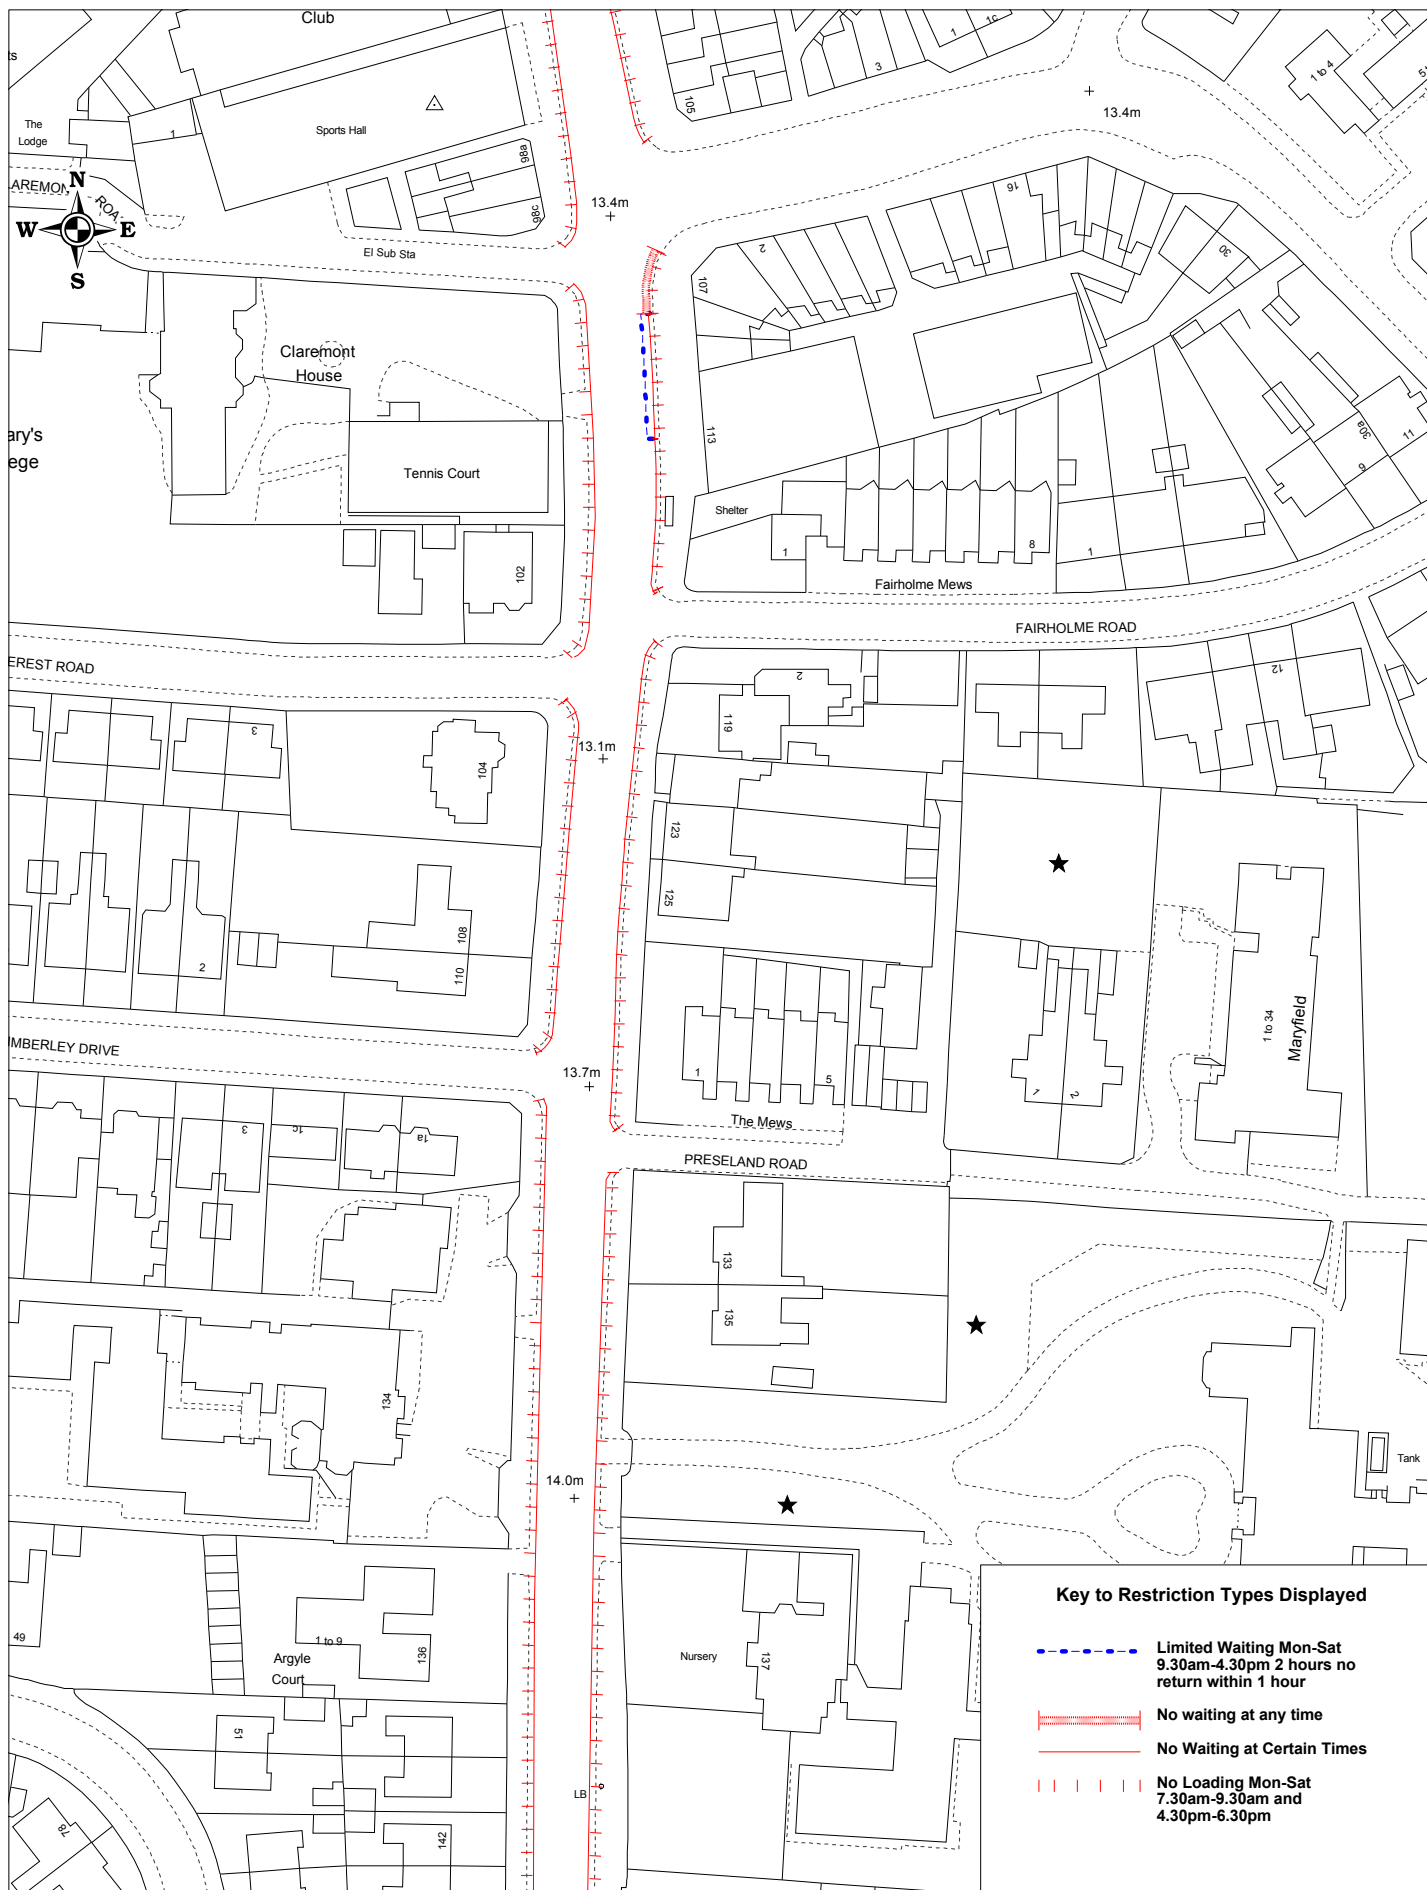 Club
1
1c
3
105
1 to 4
13.4m
ts
The
Lodge
1
Sports Hall
98a
98c
13.4m
AREMON
ROA
N
W
E
S
El Sub Sta
16
2
107
30
Claremont
House
ary's
ege
Tennis Court
113
30a
11
9
Shelter
1
8
1
102
Fairholme Mews
FAIRHOLME ROAD
EREST ROAD
2
119
12
3
104
13.1m
123
125
108
110
2
1 to 34
Maryfield
IMBERLEY DRIVE
13.7m
1
5
1
2
The Mews
3
1c
1a
PRESELAND ROAD
133
135
134
14.0m
Tank
49
1 to 9
136
Argyle
Court
Nursery
137
51
LB
78
142
Key to Restriction Types Displayed
Limited Waiting Mon-Sat
9.30am-4.30pm 2 hours no
return within 1 hour
No waiting at any time
No Waiting at Certain Times
No Loading Mon-Sat
7.30am-9.30am and
4.30pm-6.30pm